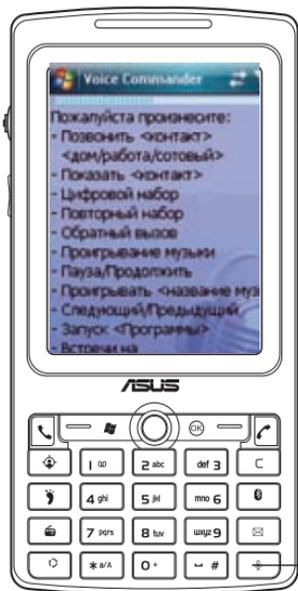 Voice Commander
Пожалуйста произнесите:
- Позвонить <контакт>
<дом/работа/сотовый>
- Показать <контакт>
- Цифровой набор
- Повторный набор
- Обратный вызов
- Проигрывание музыки
- Пауза/Продолжить
- Проигрывать <название муз
- Следующий/Предыдущий
- Запуск <Программы>
- Встречи на
ASUS
OK
1 2 abc def 3 C
4 ghi 5 jkl mno 6
7 pqrs 8 tuv wxyz 9
* a/A 0 + #